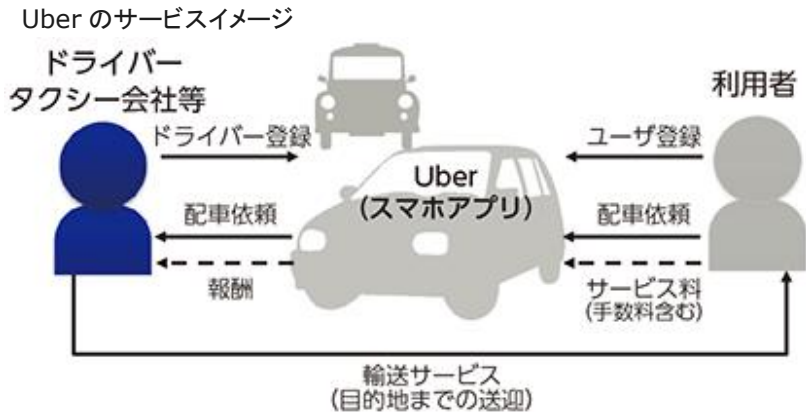 Uber のサービスイメージ
ドライバー
タクシー会社等
利用者
ドライバー登録
ユーザ登録
Uber
(スマホアプリ)
配車依頼
配車依頼
報酬
サービス料
(手数料含む)
輸送サービス
(目的地までの送迎)